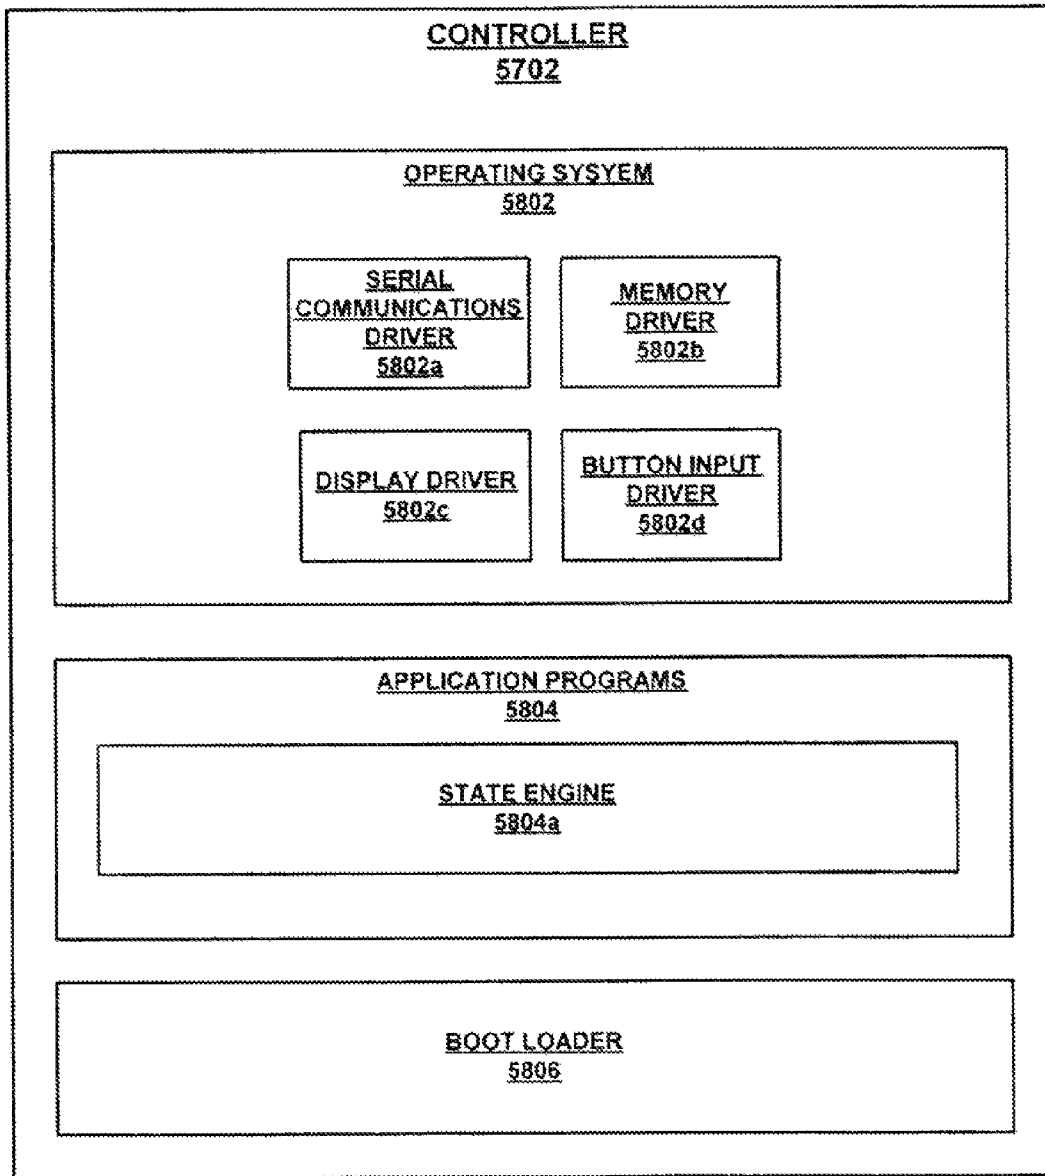 CONTROLLER
5702
OPERATING SYSYEM
5802
SERIAL
COMMUNICATIONS
DRIVER
5802a
MEMORY
DRIVER
5802b
DISPLAY DRIVER
5802c
BUTTON INPUT
DRIVER
5802d
APPLICATION PROGRAMS
5804
STATE ENGINE
5804a
BOOT LOADER
5806